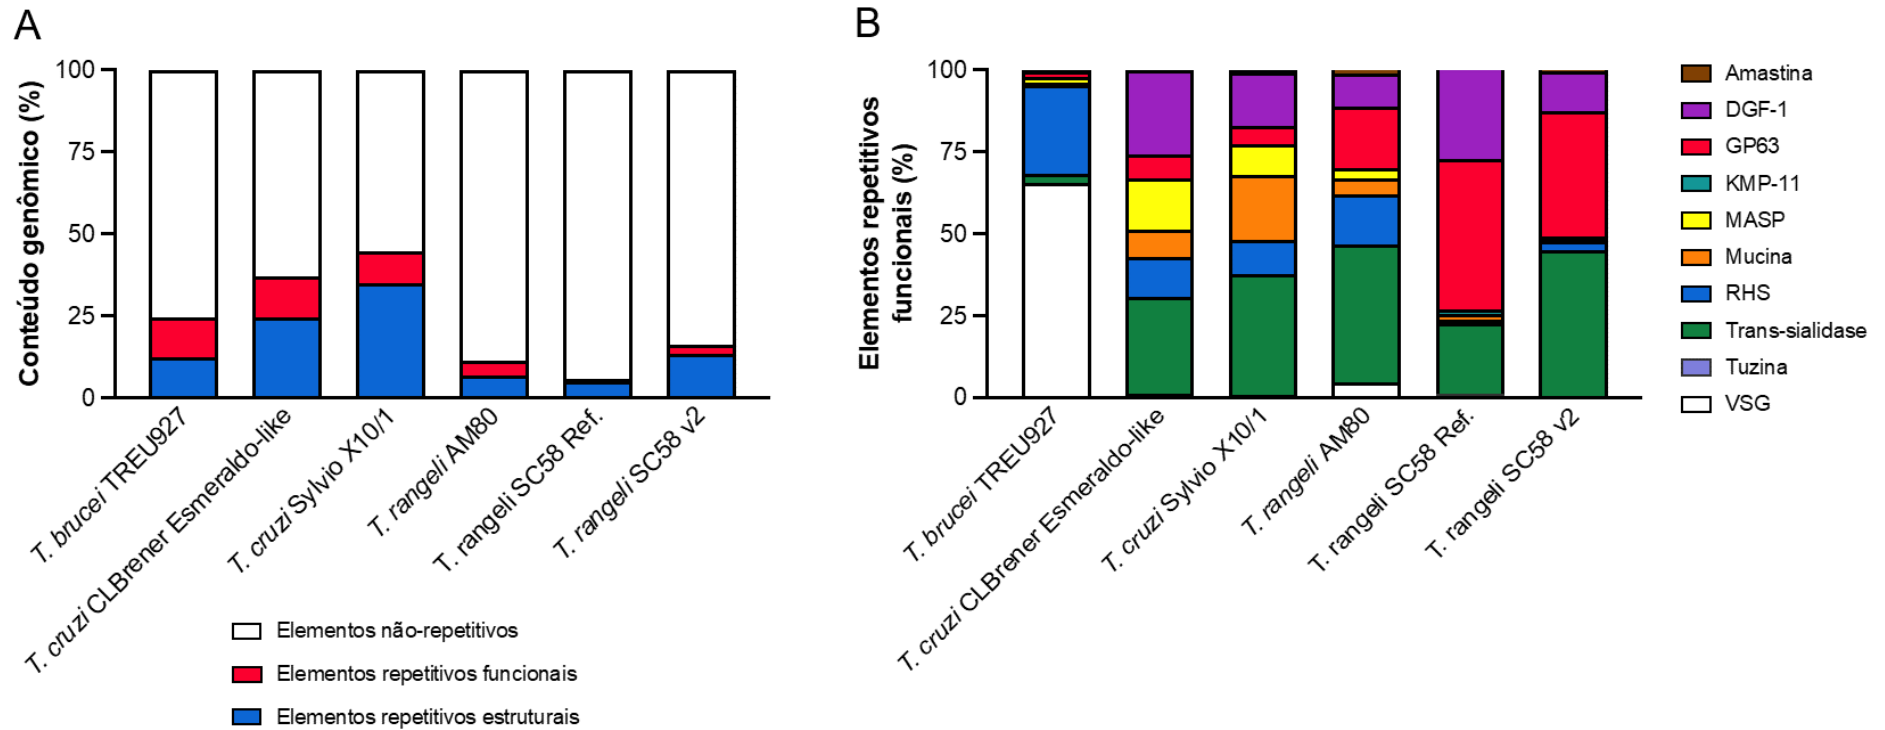 A
Conteúdo genômico (%)
100
75
50
25
0
T. brucei TREU927
T. cruzi CLBrener Esmeraldo-like
T. cruzi Sylvio X10/1
T. rangeli AM80
T. rangeli SC58 Ref.
T. rangeli SC58 v2
Elementos não-repetitivos
Elementos repetitivos funcionais
Elementos repetitivos estruturais
B
Elementos repetitivos
funcionais (%)
100
75
50
25
0
T. brucei TREU927
T. cruzi CLBrener Esmeraldo-like
T. cruzi Sylvio X10/1
T. rangeli AM80
T. rangeli SC58 Ref.
T. rangeli SC58 v2
Amastina
DGF-1
GP63
KMP-11
MASP
Mucina
RHS
Trans-sialidase
Tuzina
VSG